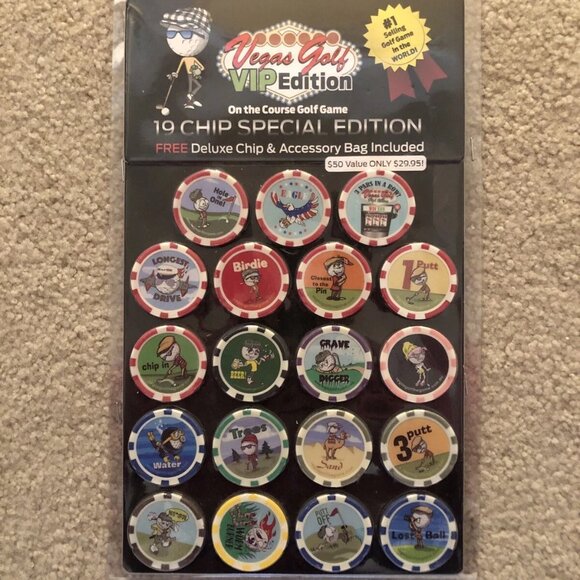 #1
Selling
Golf Game
in the
WORLD!
Vegas Golf
VIP Edition
On the Course Golf Game
19 CHIP SPECIAL EDITION
FREE Deluxe Chip & Accessory Bag Included
$50 Value ONLY $29.95!
Hole
in
One!
EAGLE
3 PARS IN A ROW!
LONGEST
DRIVE
Birdie
Closest
to the
Pin
1 Putt
chip in
BEER!
GRAVE
DIGGER
Water
Trees
Sand
3 putt
Lost Ball